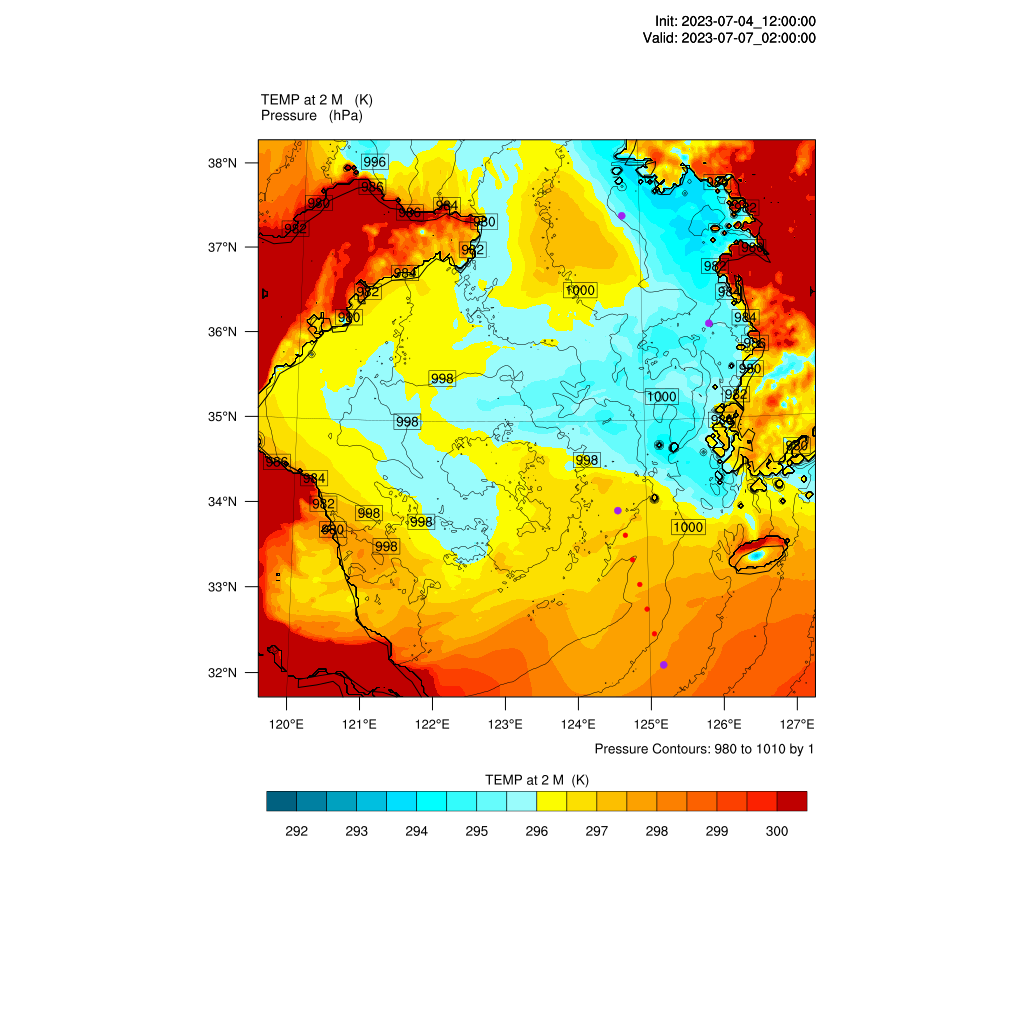 Init: 2023-07-04_12:00:00
Valid: 2023-07-07_02:00:00
TEMP at 2 M (K)
Pressure (hPa)
38°N
37°N
36°N
35°N
34°N
33°N
32°N
996
986
980
984
986
982
980
982
984
982
980
1000
982
984
986
980
982
998
1000
998
998
986
984
982
980
998
998
998
1000
980
120°E 121°E 122°E 123°E 124°E 125°E 126°E 127°E
Pressure Contours: 980 to 1010 by 1
TEMP at 2 M (K)
292 293 294 295 296 297 298 299 300